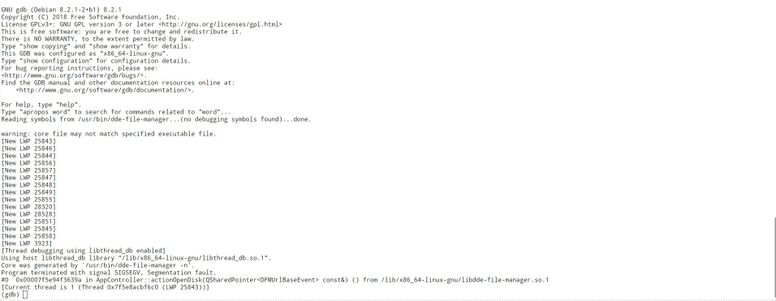 GNU gdb (Debian 8.2.1-2+b1) 8.2.1
Copyright (C) 2018 Free Software Foundation, Inc.
License GPLv3+: GNU GPL version 3 or later <http://gnu.org/licenses/gpl.html>
This is free software: you are free to change and redistribute it.
There is NO WARRANTY, to the extent permitted by law.
Type "show copying" and "show warranty" for details.
This GDB was configured as "x86_64-linux-gnu".
Type "show configuration" for configuration details.
For bug reporting instructions, please see:
<http://www.gnu.org/software/gdb/bugs/>.
Find the GDB manual and other documentation resources online at:
<http://www.gnu.org/software/gdb/documentation/>.
For help, type "help".
Type "apropos word" to search for commands related to "word"...
Reading symbols from /usr/bin/dde-file-manager...(no debugging symbols found)...done.
warning: core file may not match specified executable file.
[New LWP 25843]
[New LWP 25846]
[New LWP 25844]
[New LWP 25856]
[New LWP 25857]
[New LWP 25847]
[New LWP 25848]
[New LWP 25849]
[New LWP 25855]
[New LWP 28320]
[New LWP 28528]
[New LWP 25851]
[New LWP 25845]
[New LWP 25858]
[New LWP 3923]
[Thread debugging using libthread_db enabled]
Using host libthread_db library "/lib/x86_64-linux-gnu/libthread_db.so.1".
Core was generated by `/usr/bin/dde-file-manager -n'.
Program terminated with signal SIGSEGV, Segmentation fault.
#0  0x00007f5e94f3639a in AppController::actionOpenDisk(QSharedPointer<DFMUrlBaseEvent> const&) () from /lib/x86_64-linux-gnu/libdde-file-manager.so.1
[Current thread is 1 (Thread 0x7f5e8acbf6c0 (LWP 25843))]
(gdb)